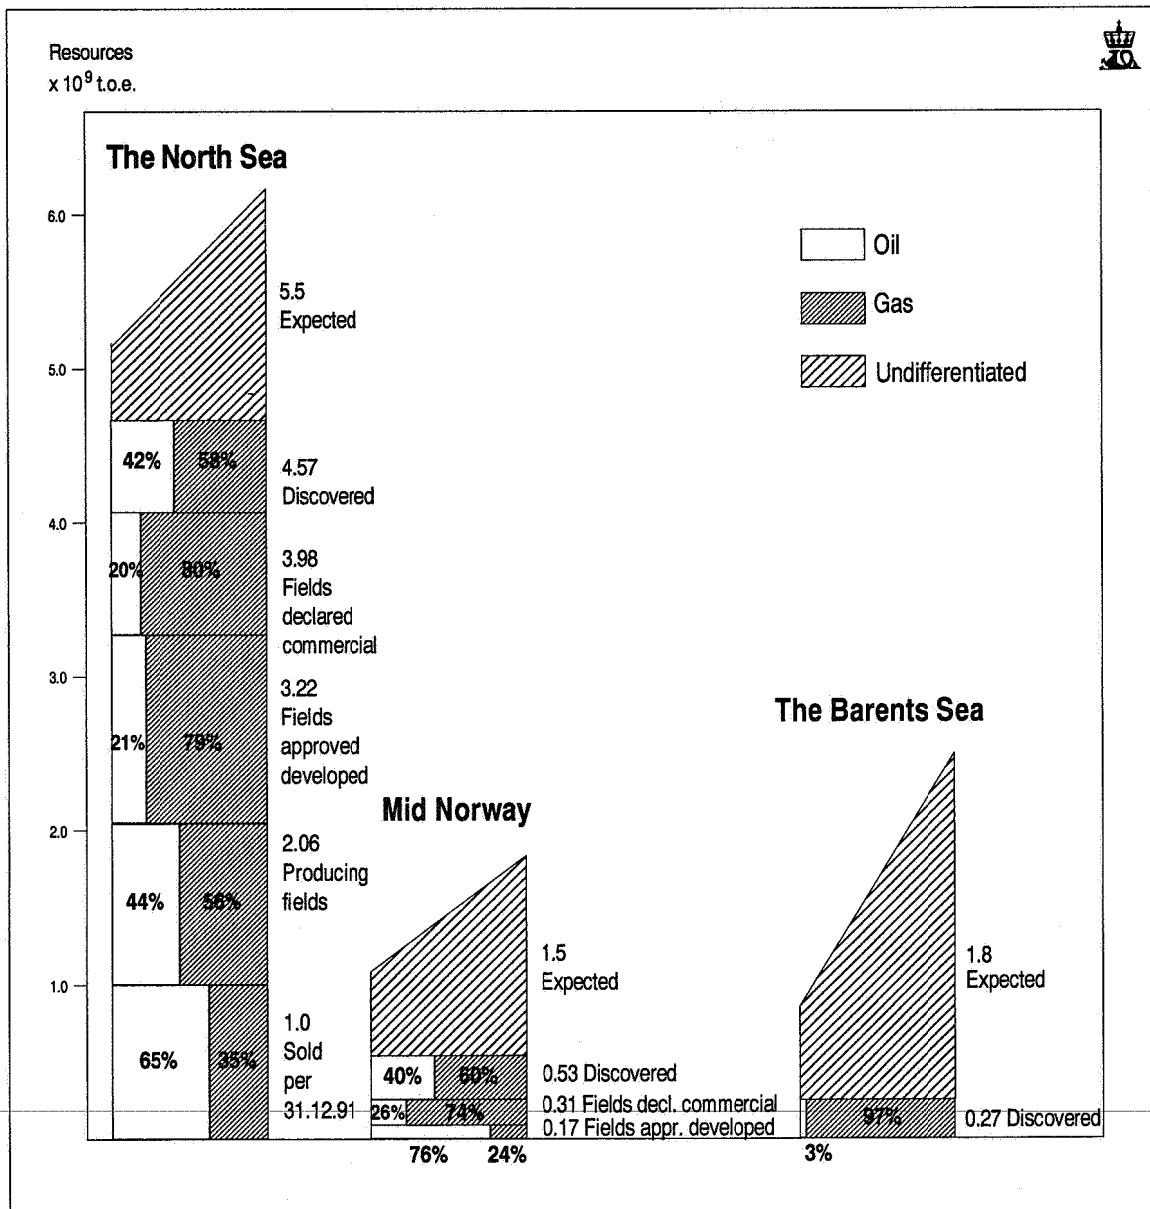 Resources
x 10⁹ t.o.e.
The North Sea
6.0
5.0
4.0
3.0
2.0
1.0
5.5
Expected
42%
58%
4.57
Discovered
20%
80%
3.98
Fields
declared
commercial
21%
79%
3.22
Fields
approved
developed
44%
56%
2.06
Producing
fields
65%
35%
1.0
Sold
per
31.12.91
Oil
Gas
Undifferentiated
Mid Norway
1.5
Expected
40%
60%
0.53 Discovered
26%
74%
0.31 Fields decl. commercial
0.17 Fields appr. developed
76%
24%
The Barents Sea
1.8
Expected
97%
0.27 Discovered
3%